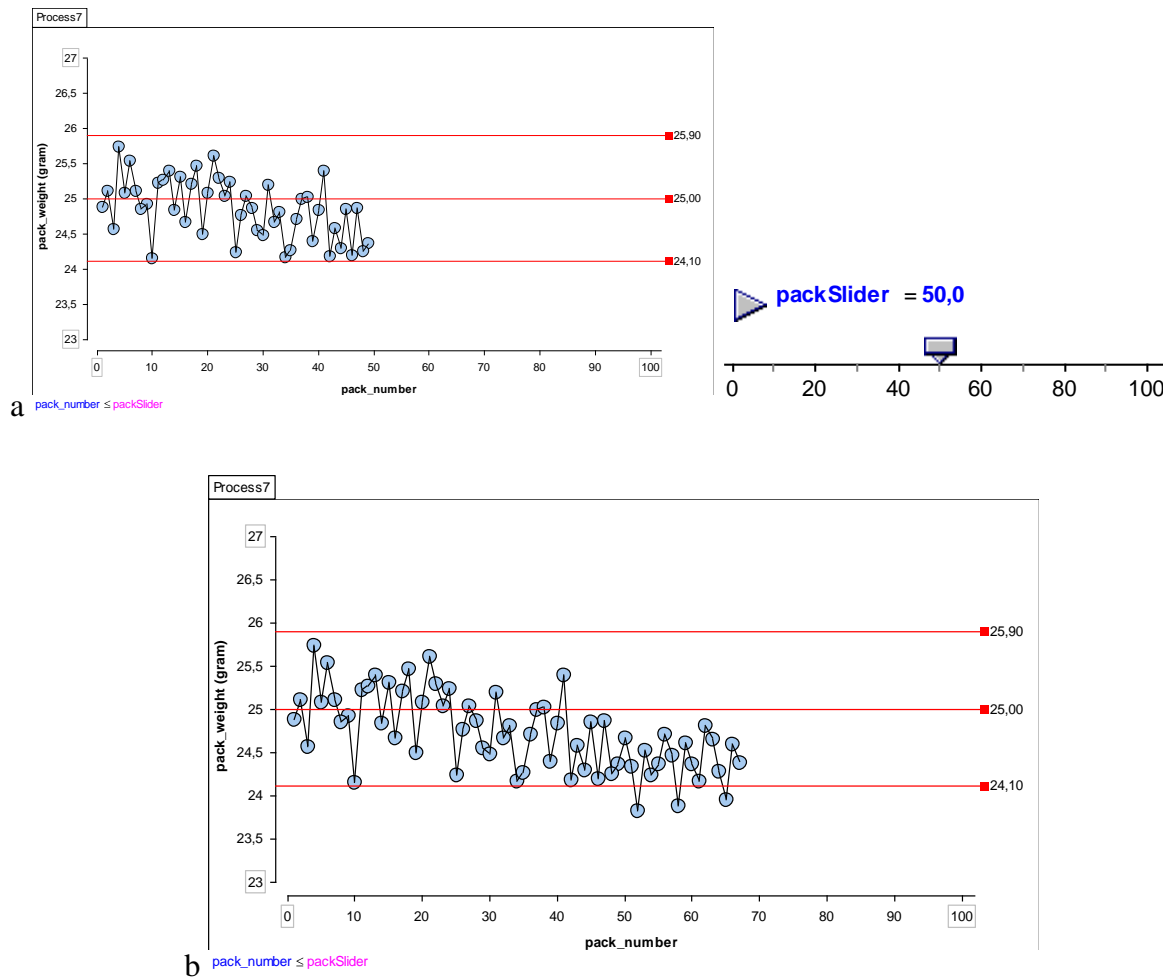 Process7
27
26,5
26
25,90
25,5
25
25,00
24,5
24
24,10
23,5
23
pack_weight (gram)
0 10 20 30 40 50 60 70 80 90 100
pack_number
a pack_number ≤ packSlider
packSlider = 50,0
0 20 40 60 80 100
Process7
27
26,5
26
25,90
25,5
25
25,00
24,5
24
24,10
23,5
23
pack_weight (gram)
0 10 20 30 40 50 60 70 80 90 100
pack_number
b pack_number ≤ packSlider